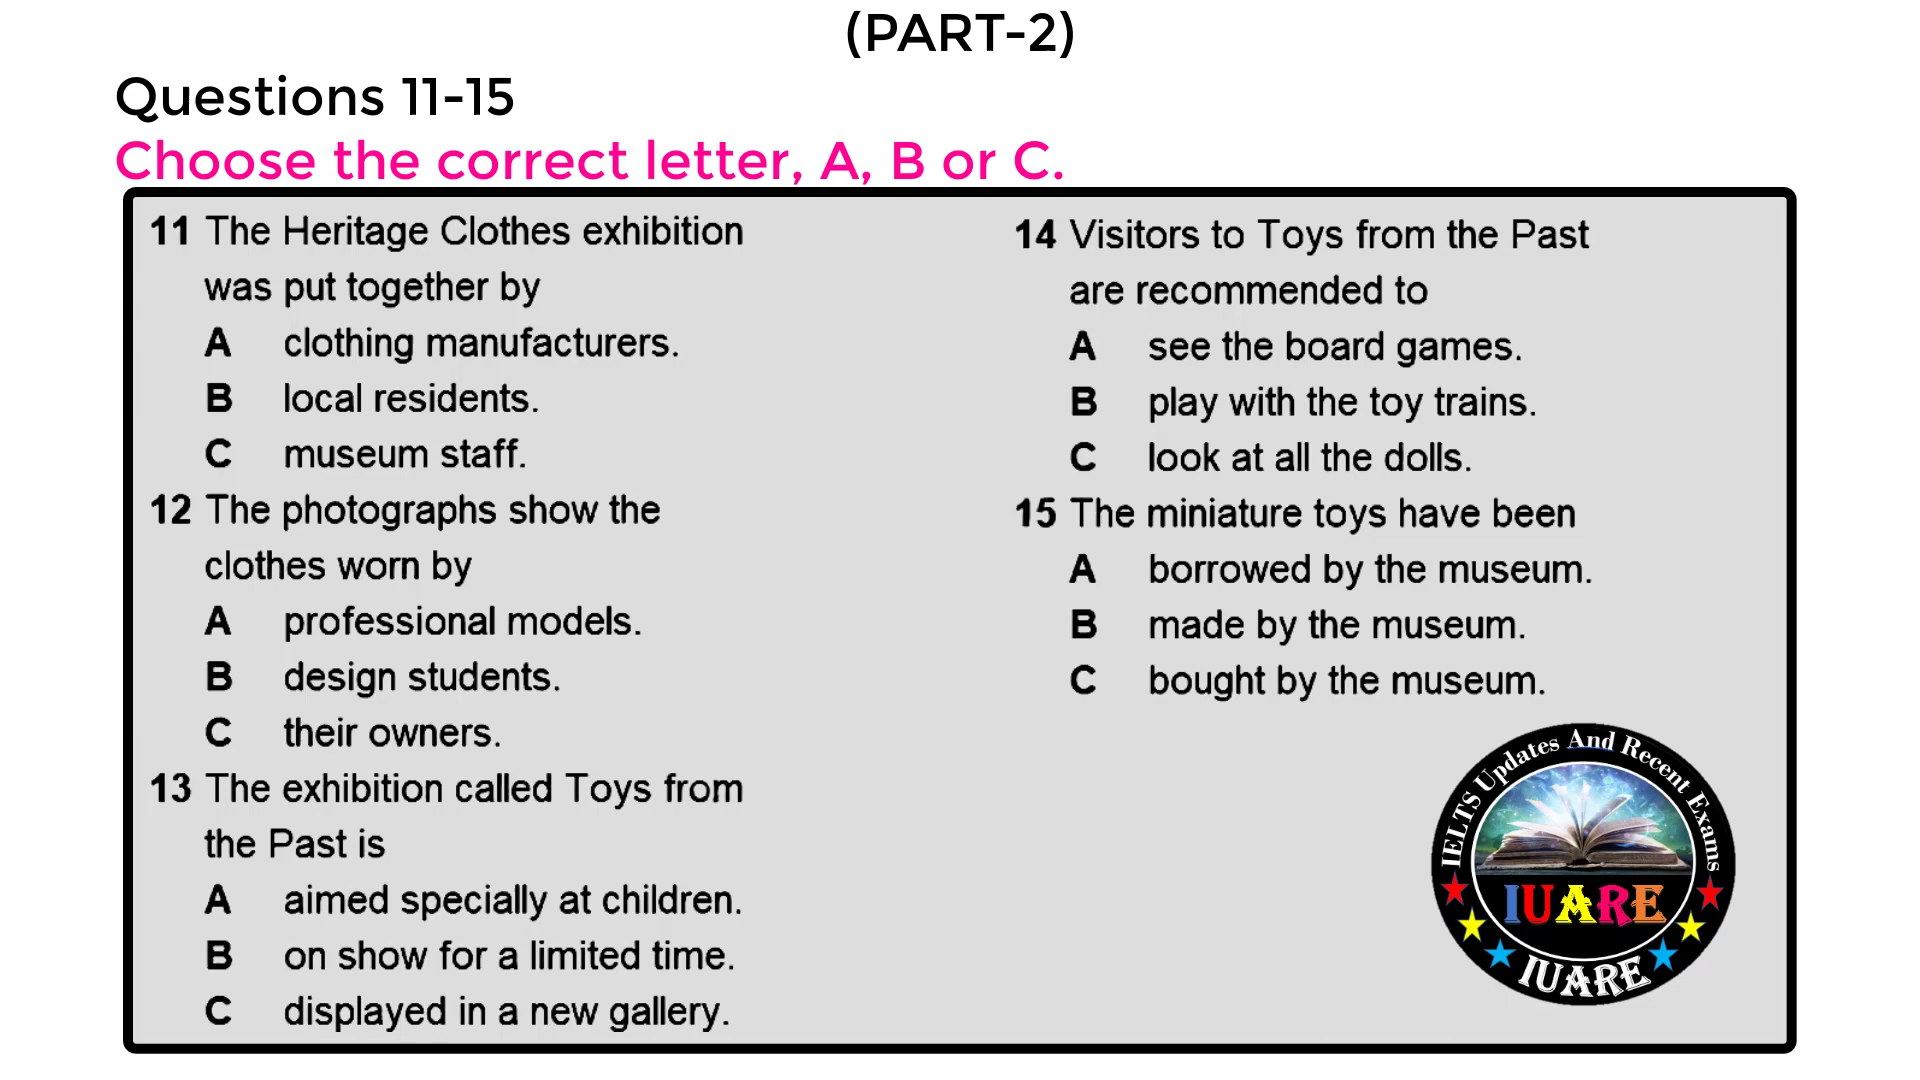 (PART-2)
Questions 11-15
Choose the correct letter, A, B or C.
11 The Heritage Clothes exhibition
was put together by
A clothing manufacturers.
B local residents.
C museum staff.
12 The photographs show the
clothes worn by
A professional models.
B design students.
C their owners.
13 The exhibition called Toys from
the Past is
A aimed specially at children.
B on show for a limited time.
C displayed in a new gallery.
14 Visitors to Toys from the Past
are recommended to
A see the board games.
B play with the toy trains.
C look at all the dolls.
15 The miniature toys have been
A borrowed by the museum.
B made by the museum.
C bought by the museum.
IELTS Updates And Recent Exams
IUARE
IUARE